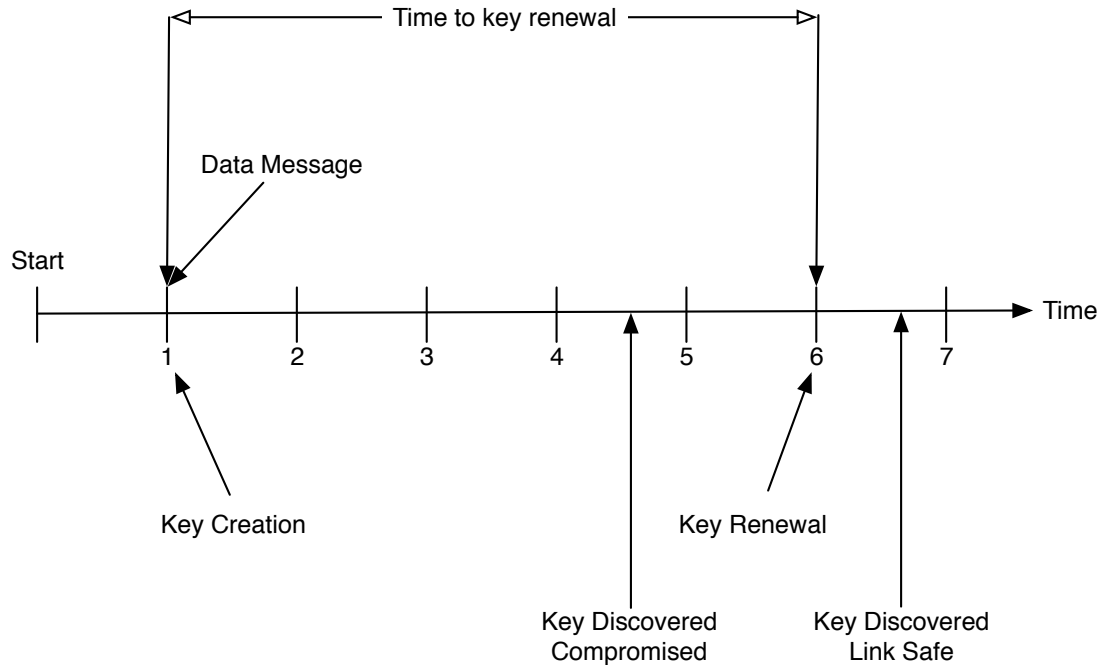 Time to key renewal
Data Message
Start
Time
1 2 3 4 5 6 7
Key Creation
Key Renewal
Key Discovered
Compromised
Key Discovered
Link Safe